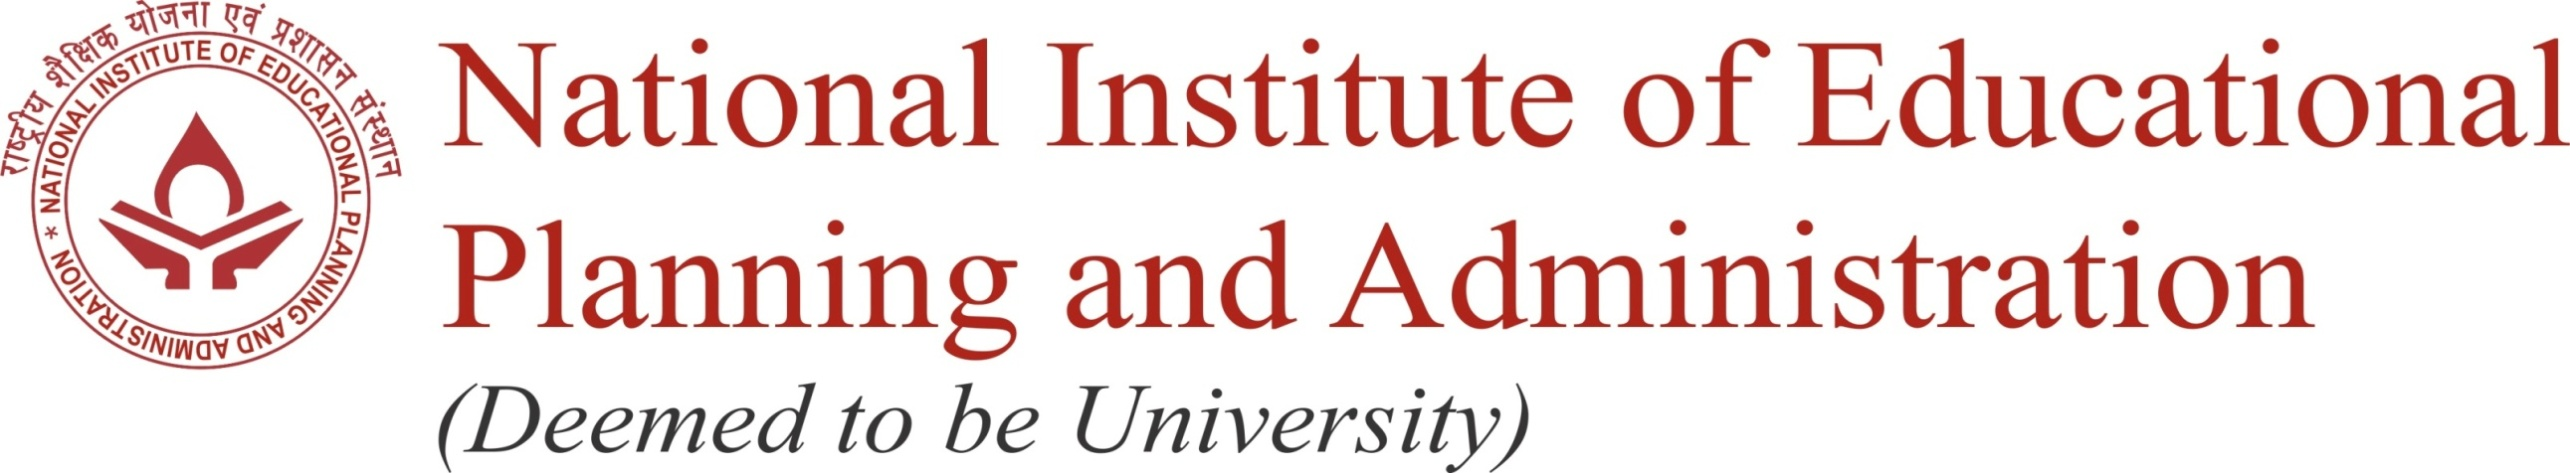 राष्ट्रीय शैक्षिक योजना एवं प्रशासन संस्थान
* NATIONAL INSTITUTE OF EDUCATIONAL PLANNING AND ADMINISTRATION
National Institute of Educational
Planning and Administration
(Deemed to be University)